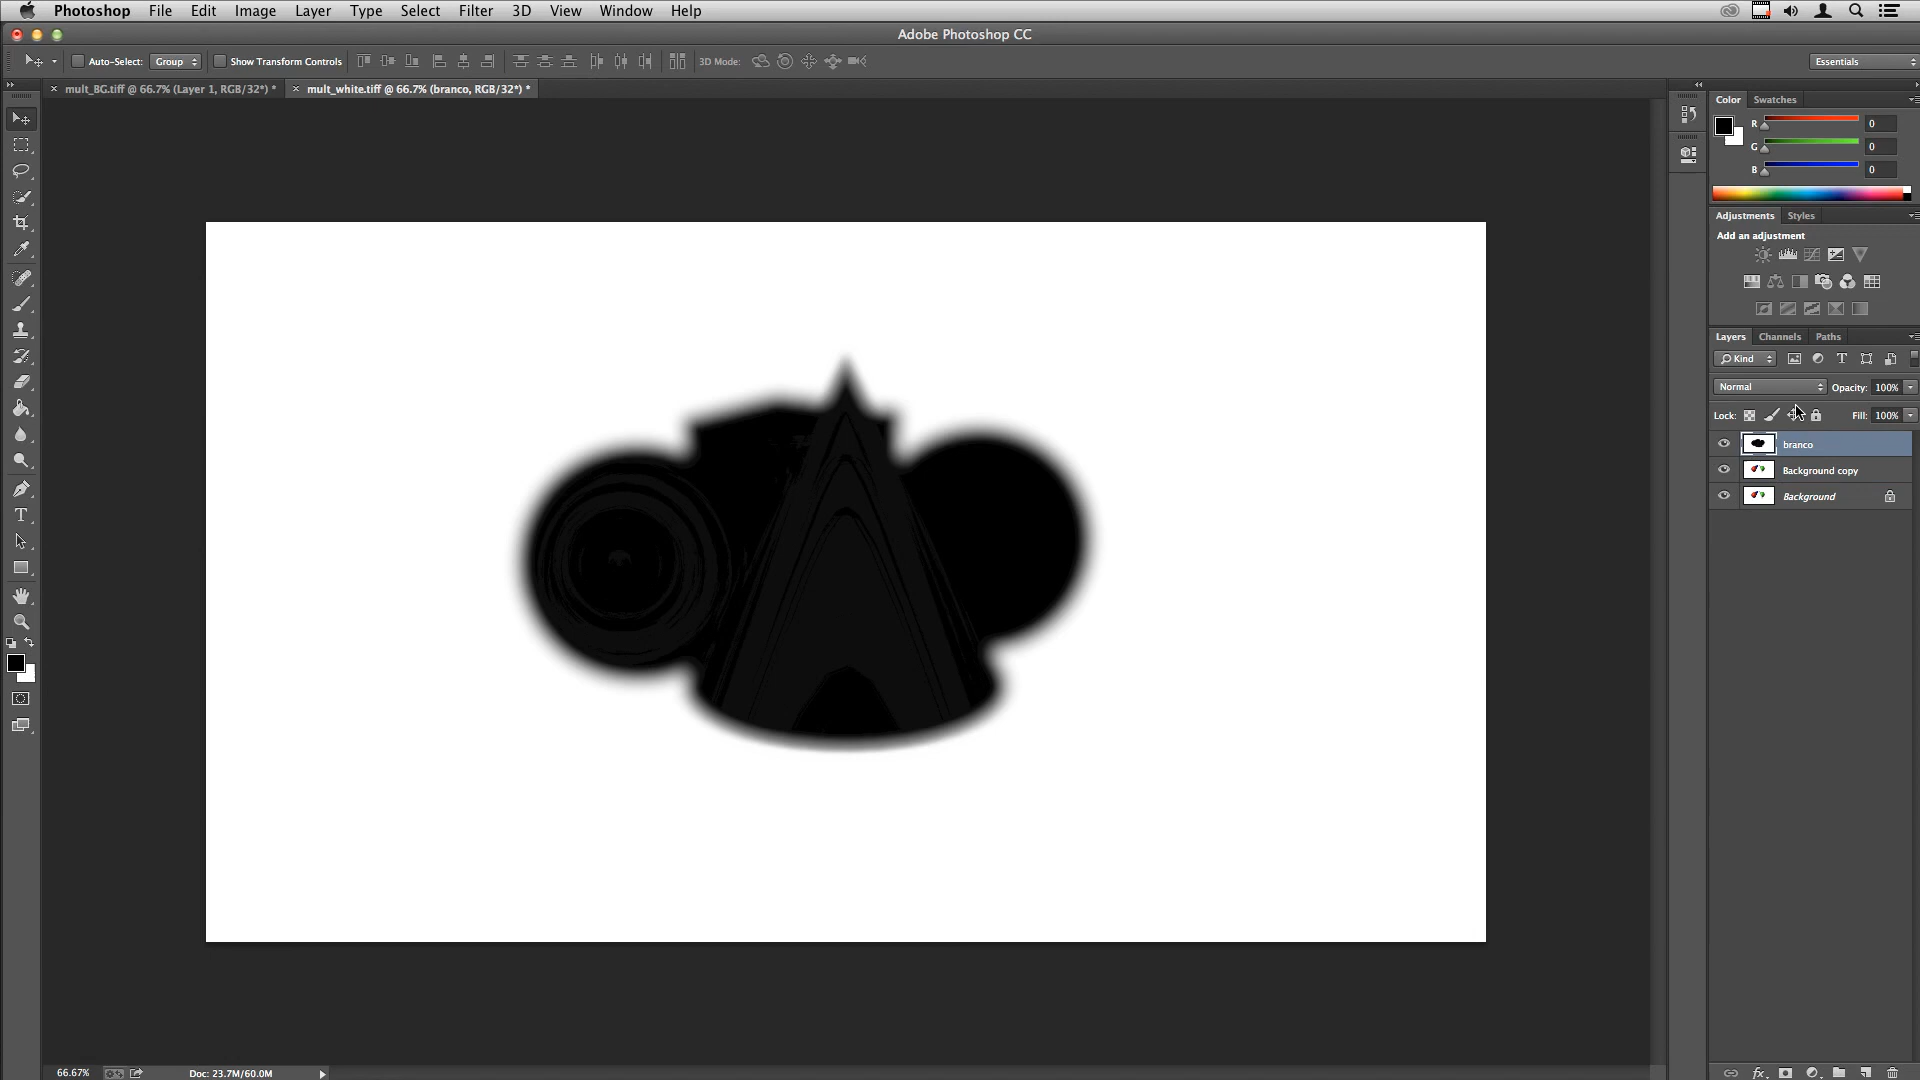 Photoshop File Edit Image Layer Type Select Filter 3D View Window Help
Adobe Photoshop CC
Auto-Select: Group Show Transform Controls 3D Mode: Essentials
mult_BG.tiff @ 66.7% (Layer 1, RGB/32*) * mult_white.tiff @ 66.7% (branco, RGB/32*) *
Color Swatches
R 0
G 0
B 0
Adjustments Styles
Add an adjustment
Layers Channels Paths
Kind
Normal Opacity: 100%
Lock: Fill: 100%
branco
Background copy
Background
66.67% Doc: 23.7M/60.0M